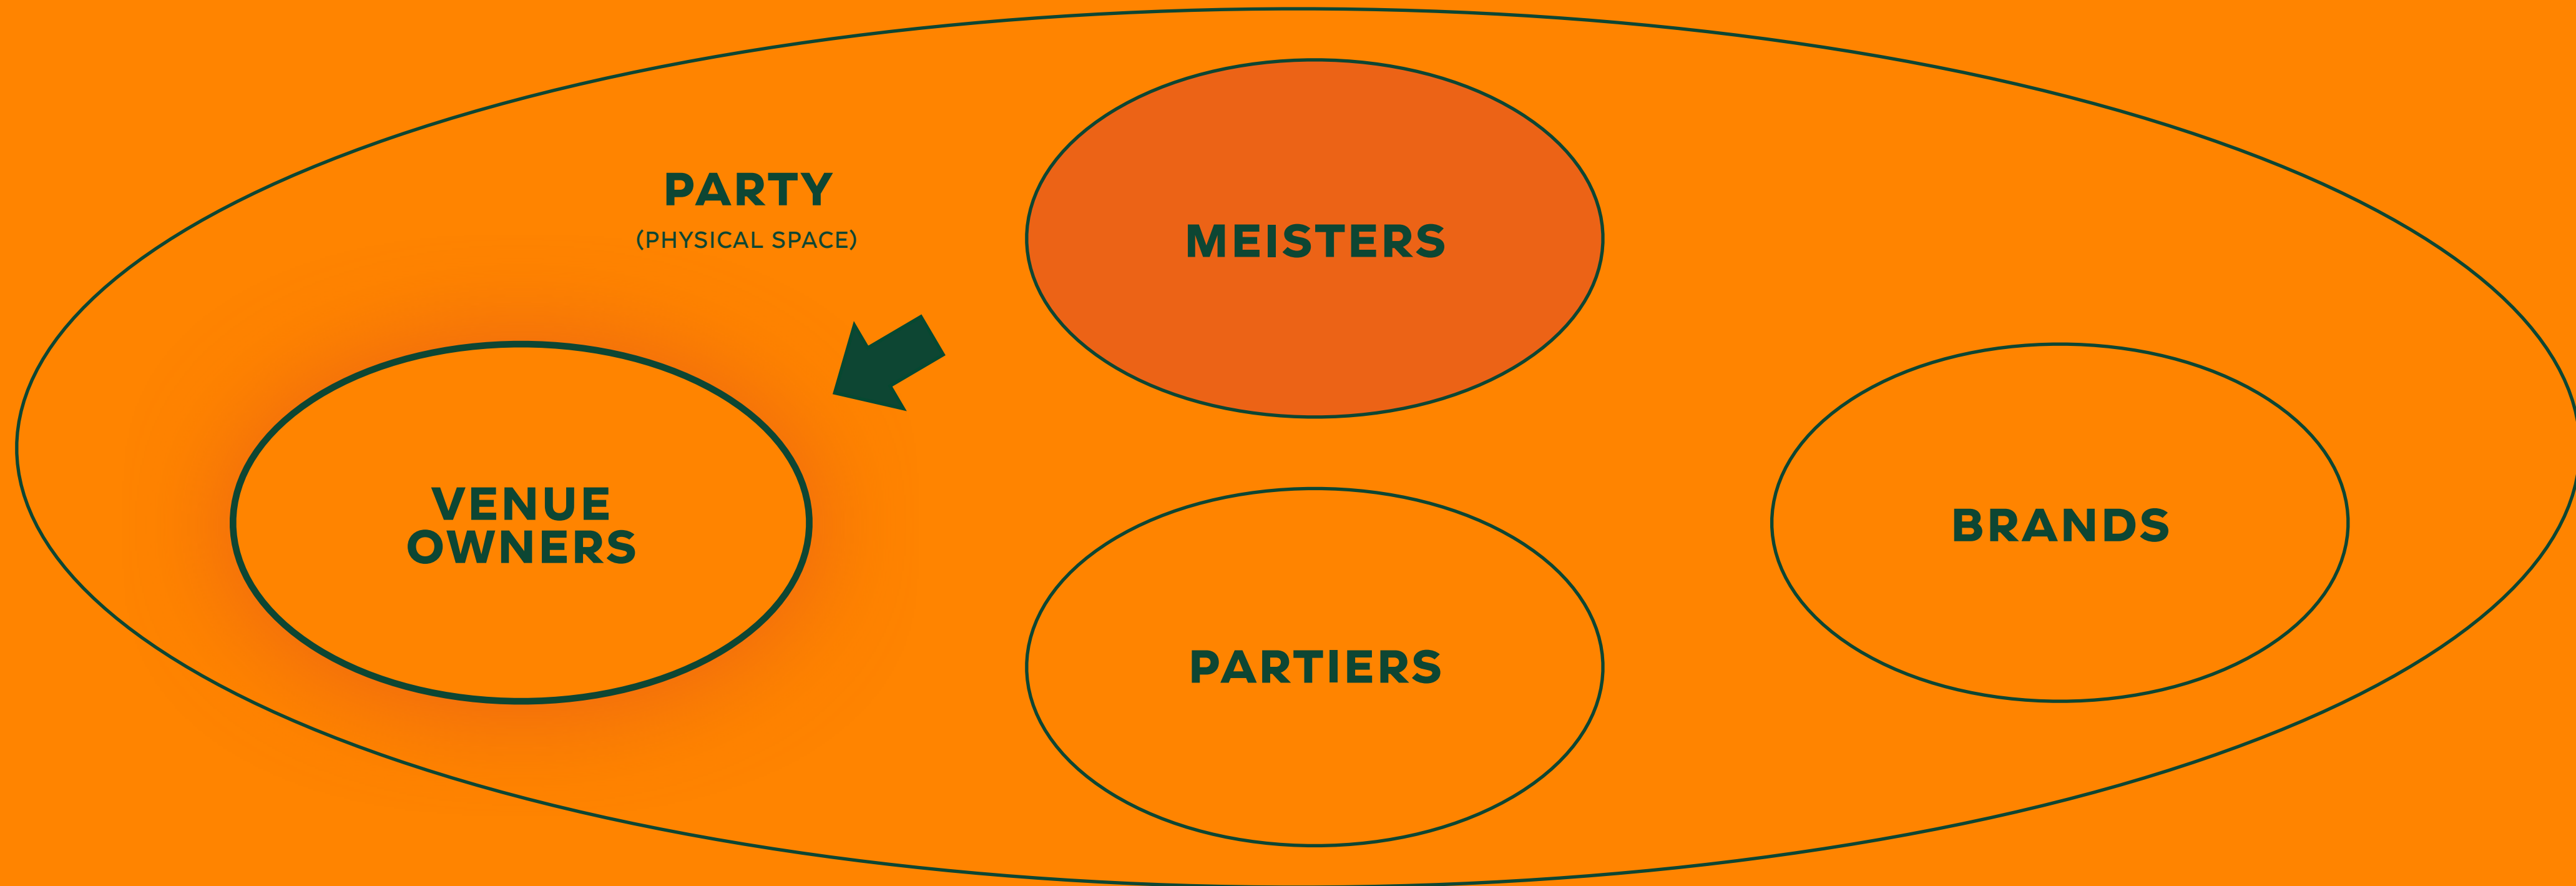 PARTY
(PHYSICAL SPACE)
MEISTERS
VENUE
OWNERS
PARTIERS
BRANDS